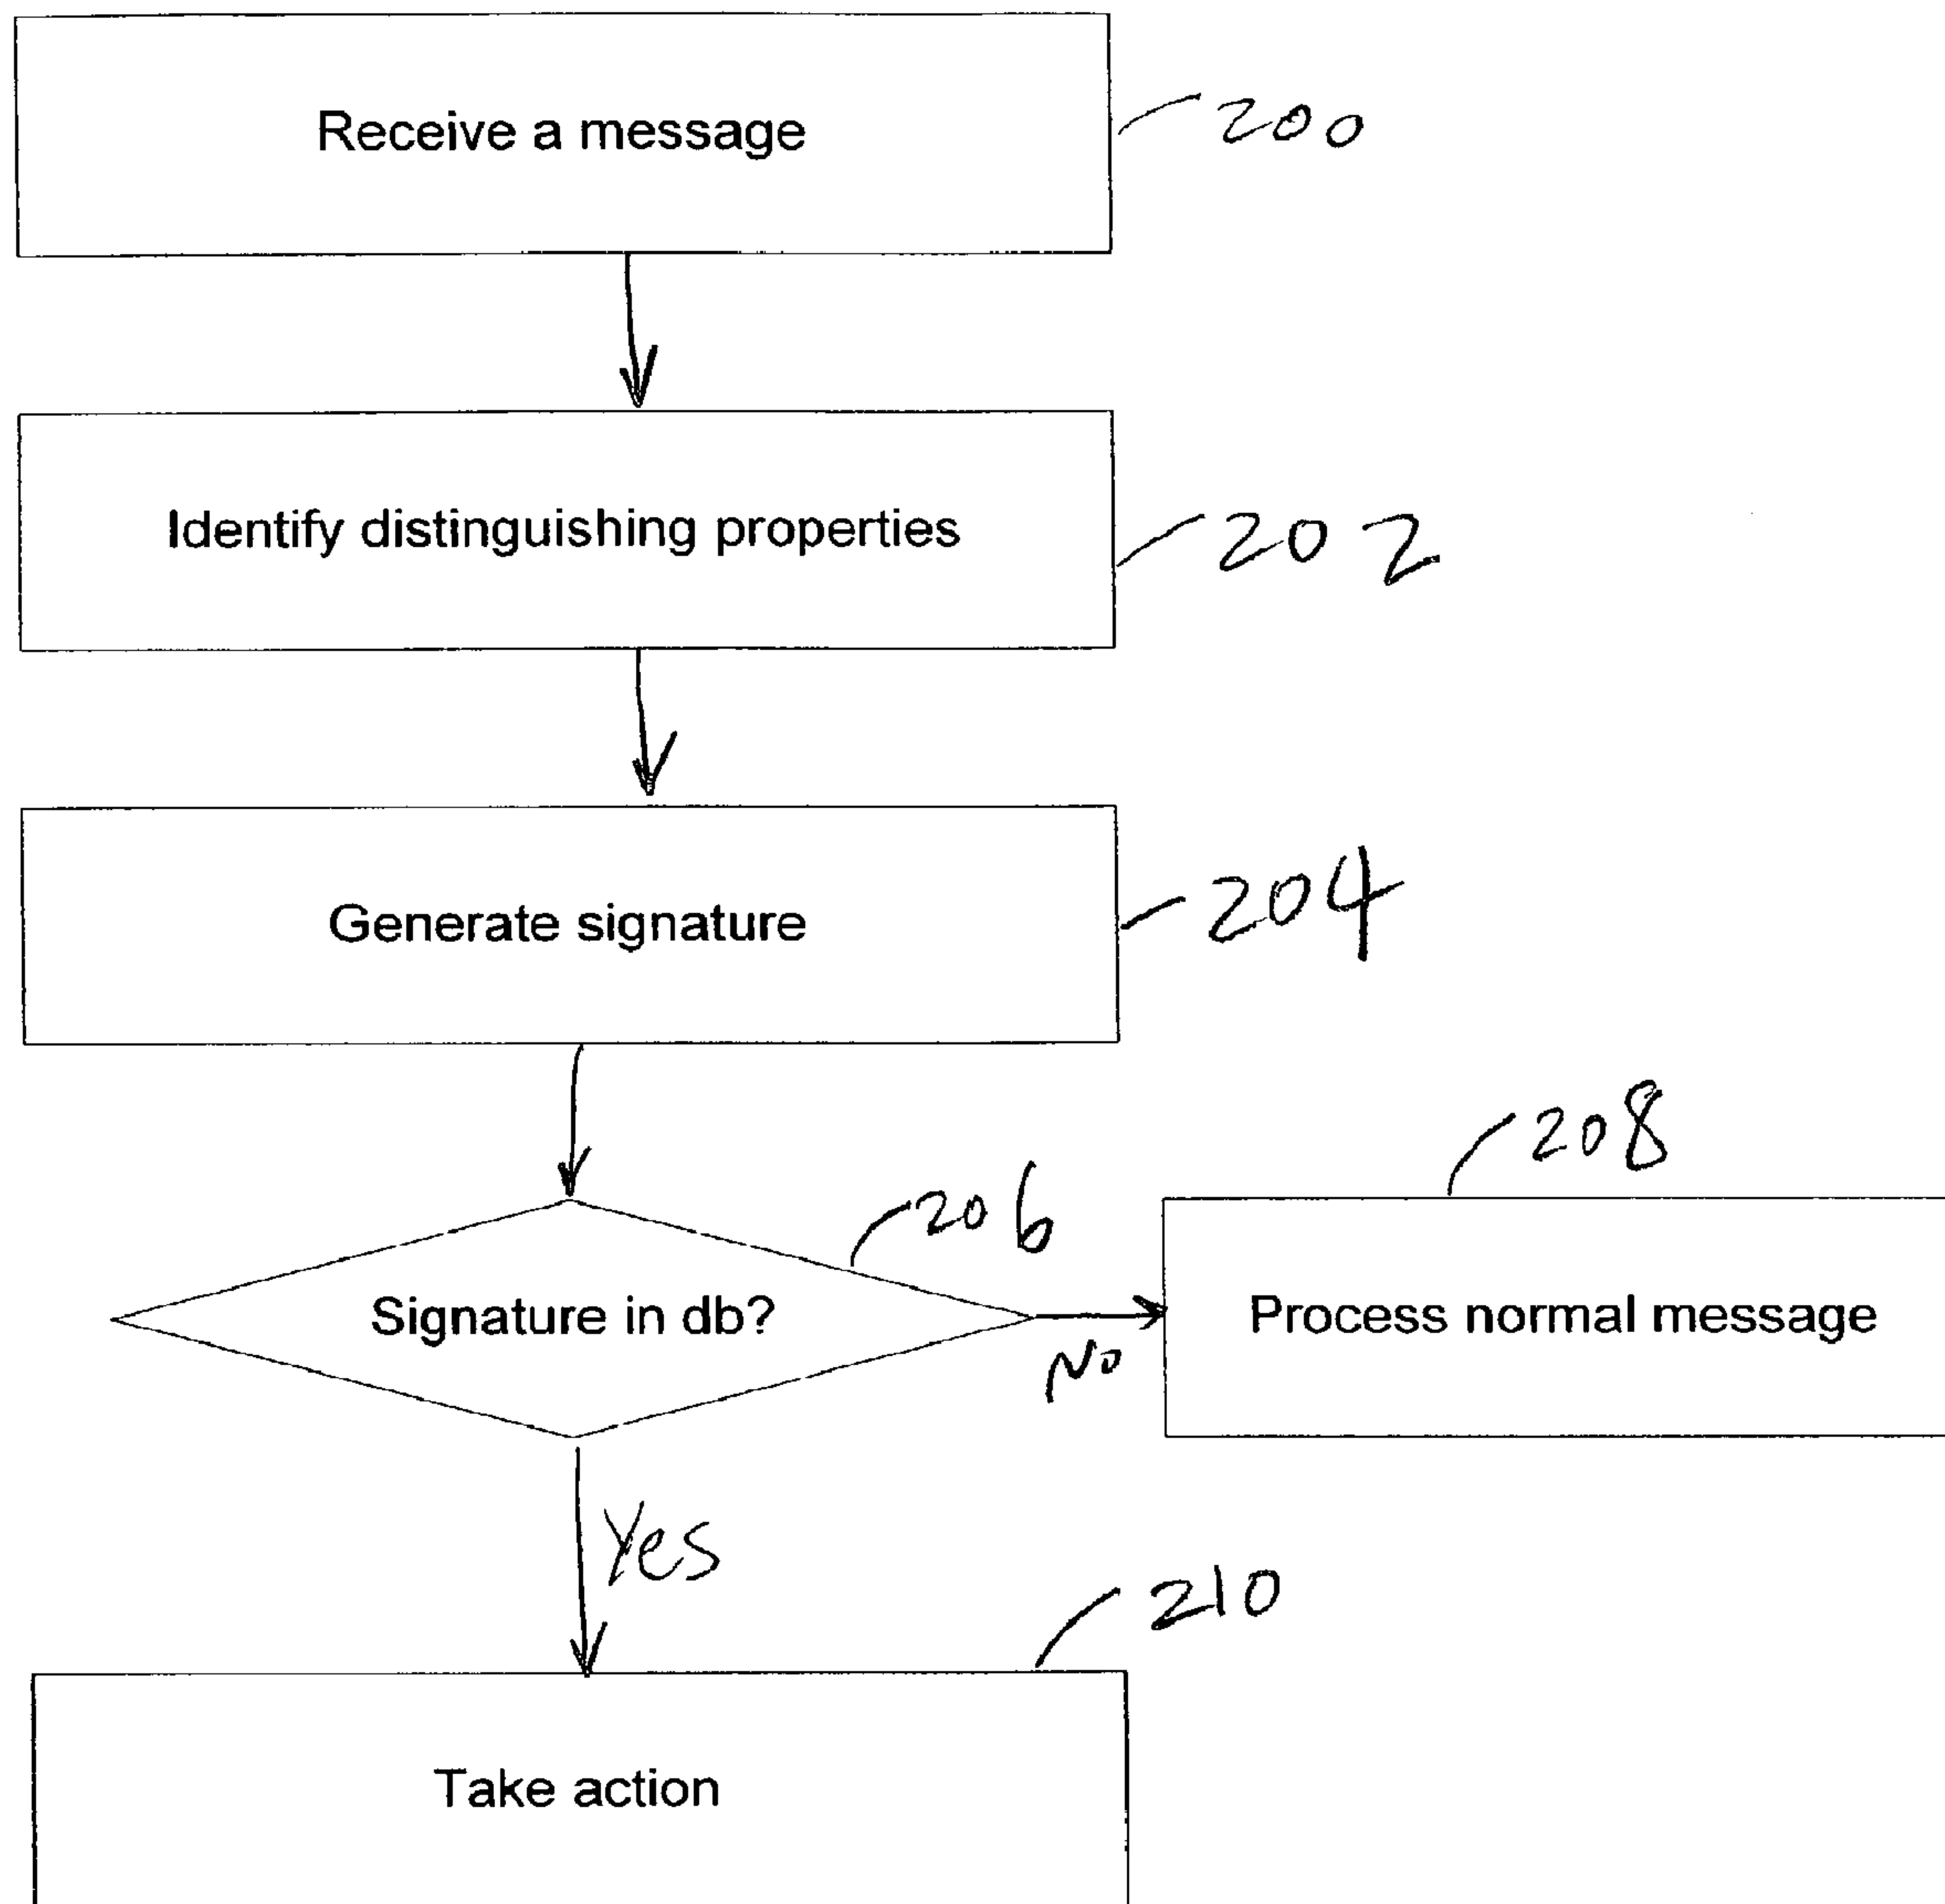 Receive a message
200
Identify distinguishing properties
202
Generate signature
204
208
206
Signature in db?
No
Process normal message
Yes
210
Take action